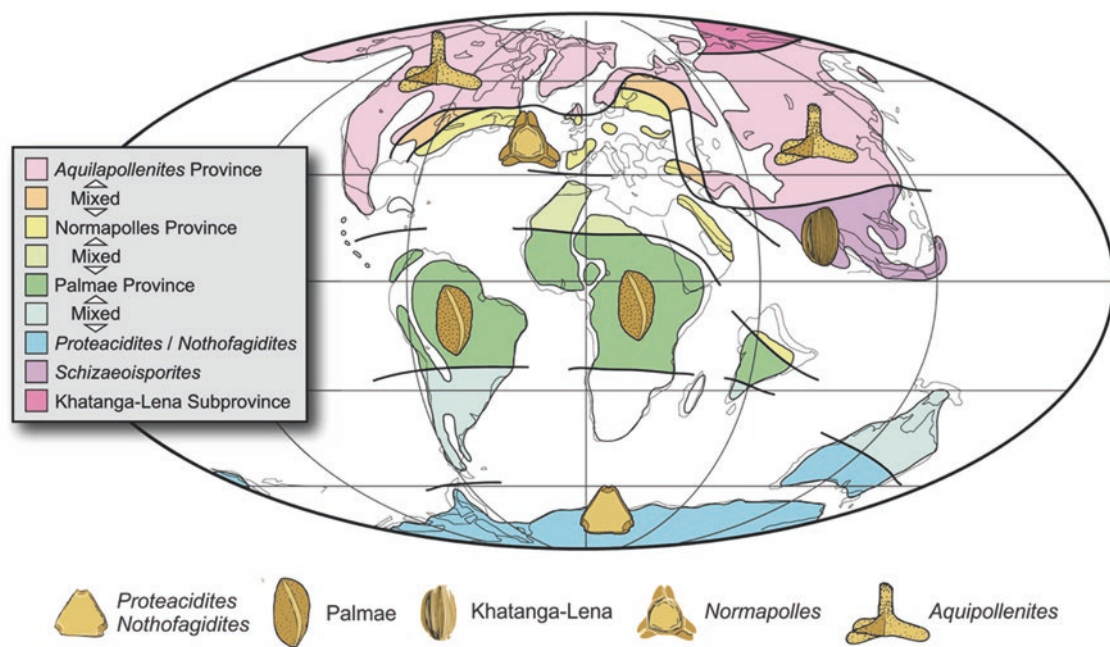 Aquilapollenites Province
Mixed
Normapolles Province
Mixed
Palmae Province
Mixed
Proteacidites / Nothofagidites
Schizaeoisporites
Khatanga-Lena Subprovince
Proteacidites
Nothofagidites
Palmae
Khatanga-Lena
Normapolles
Aquipollenites